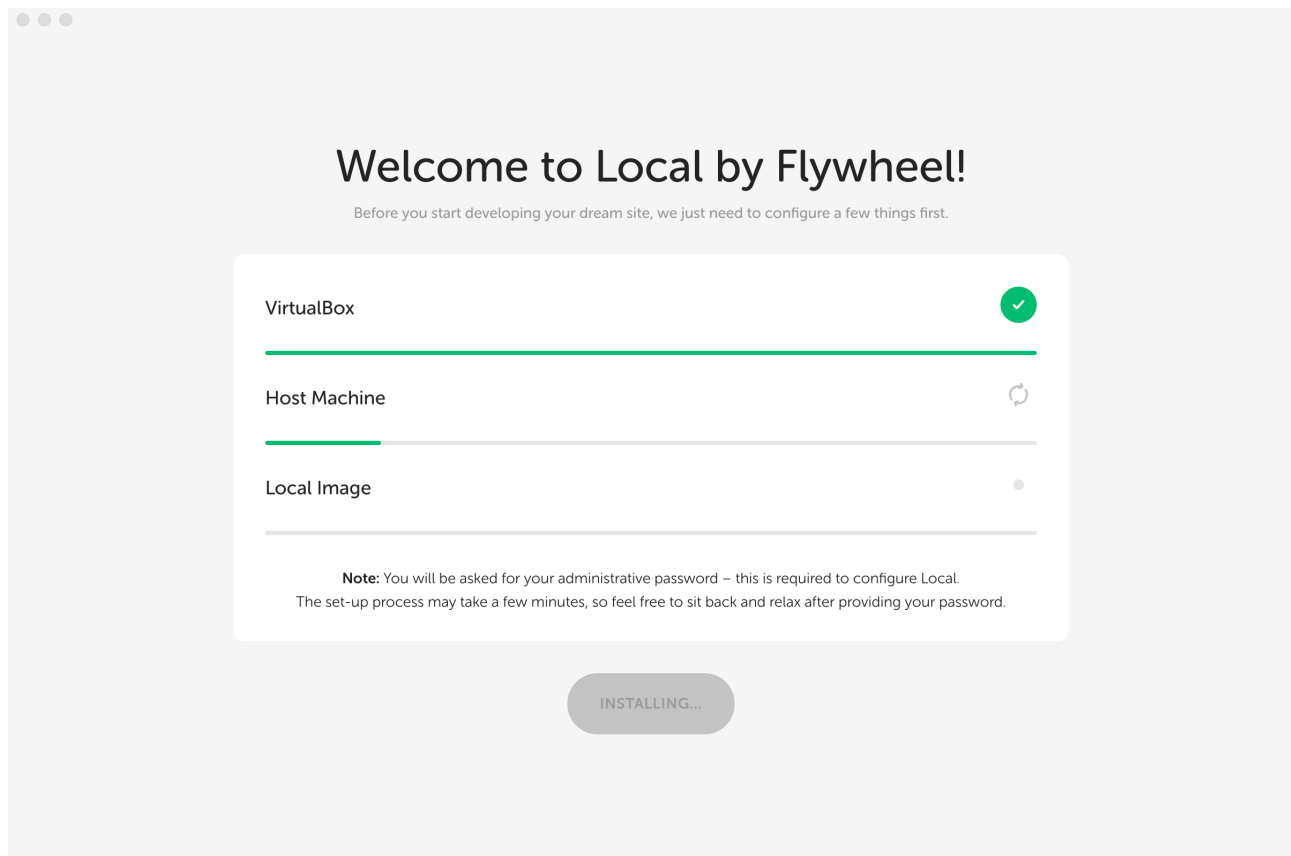 Welcome to Local by Flywheel!
Before you start developing your dream site, we just need to configure a few things first.
VirtualBox
Host Machine
Local Image
Note: You will be asked for your administrative password – this is required to configure Local.
The set-up process may take a few minutes, so feel free to sit back and relax after providing your password.
INSTALLING...